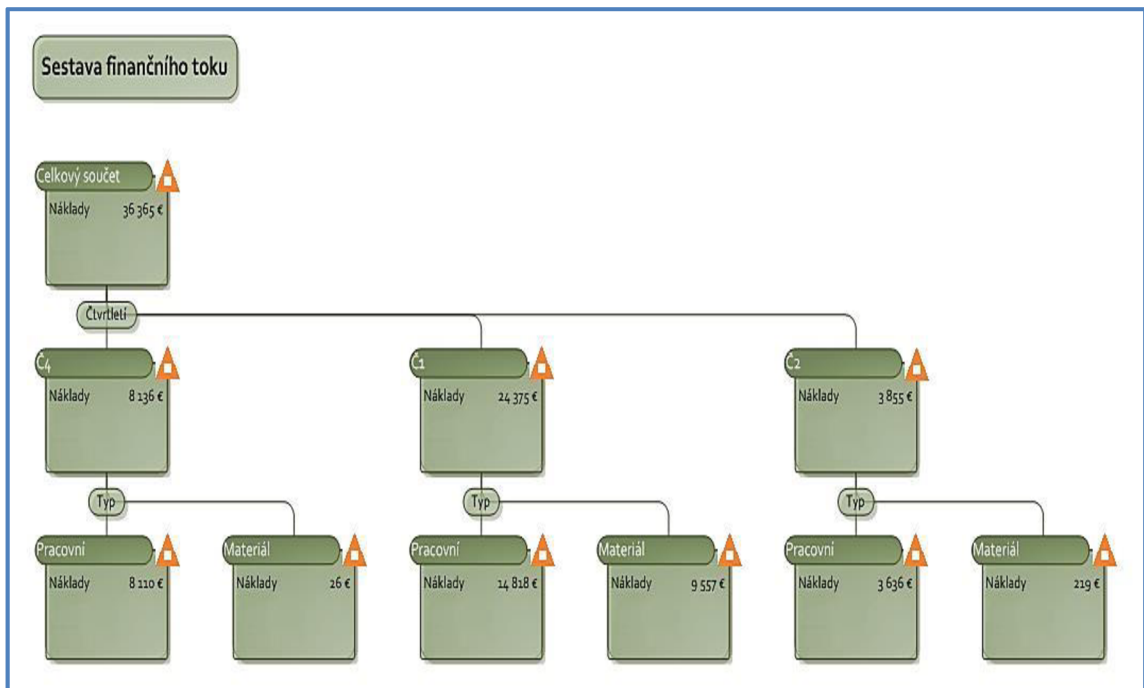 Sestava finančního toku
Celkový součet
Náklady 36 365 €
Čtvrtletí
Č4
Náklady 8 136 €
Č1
Náklady 24 375 €
Č2
Náklady 3 855 €
Typ
Typ
Typ
Pracovní
Náklady 8 110 €
Materiál
Náklady 26 €
Pracovní
Náklady 14 818 €
Materiál
Náklady 9 557 €
Pracovní
Náklady 3 636 €
Materiál
Náklady 219 €